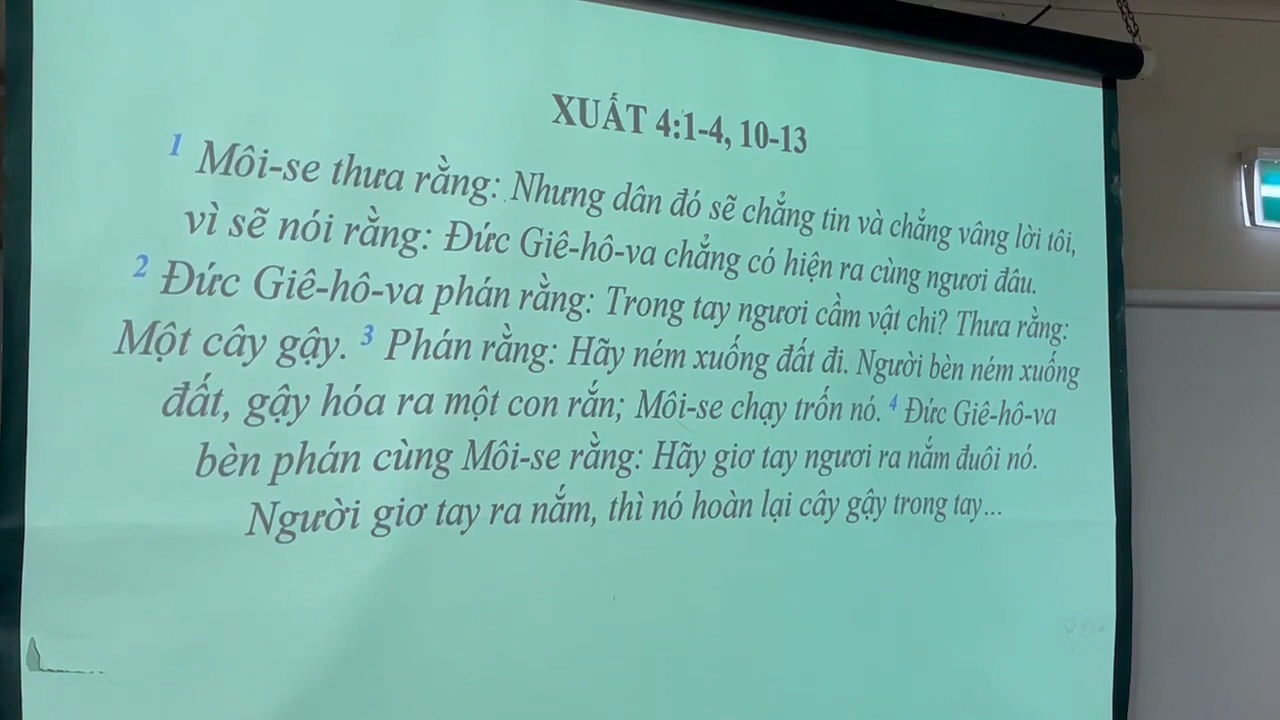 XUẤT 4:1-4, 10-13
1 Môi-se thưa rằng: Nhưng dân đó sẽ chẳng tin và chẳng vâng lời tôi,
vì sẽ nói rằng: Đức Giê-hô-va chẳng có hiện ra cùng ngươi đâu.
2 Đức Giê-hô-va phán rằng: Trong tay ngươi cầm vật chi? Thưa rằng:
Một cây gậy. 3 Phán rằng: Hãy ném xuống đất đi. Người bèn ném xuống
đất, gậy hóa ra một con rắn; Môi-se chạy trốn nó. 4 Đức Giê-hô-va
bèn phán cùng Môi-se rằng: Hãy giơ tay ngươi ra nắm đuôi nó.
Người giơ tay ra nắm, thì nó hoàn lại cây gậy trong tay...